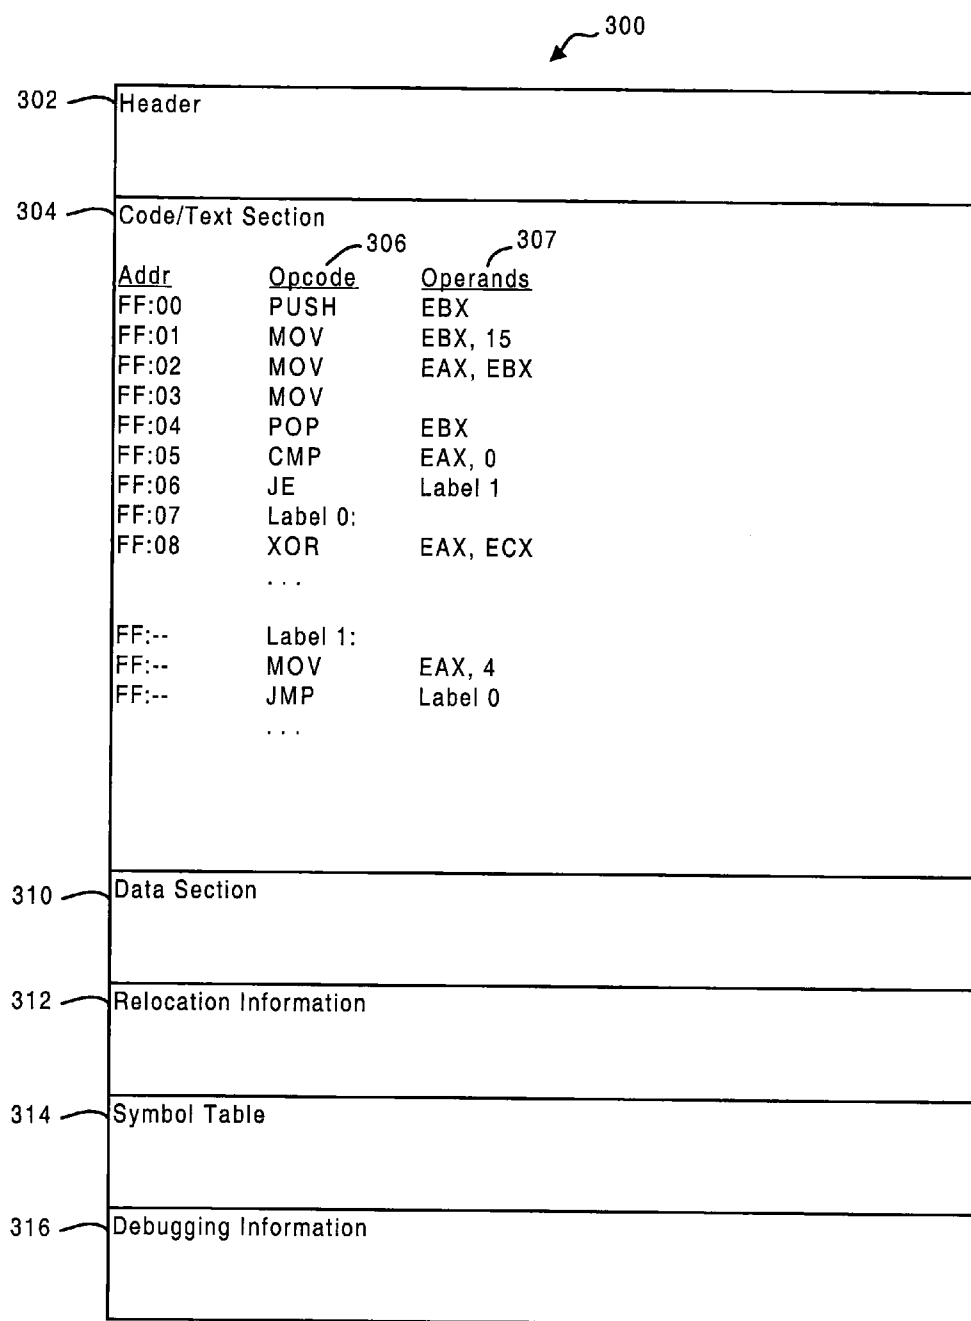 300
302 Header
304 Code/Text Section
306 307
Addr Opcode Operands
FF:00 PUSH EBX
FF:01 MOV EBX, 15
FF:02 MOV EAX, EBX
FF:03 MOV
FF:04 POP EBX
FF:05 CMP EAX, 0
FF:06 JE Label 1
FF:07 Label 0:
FF:08 XOR EAX, ECX
. . .
FF:-- Label 1:
FF:-- MOV EAX, 4
FF:-- JMP Label 0
. . .
310 Data Section
312 Relocation Information
314 Symbol Table
316 Debugging Information